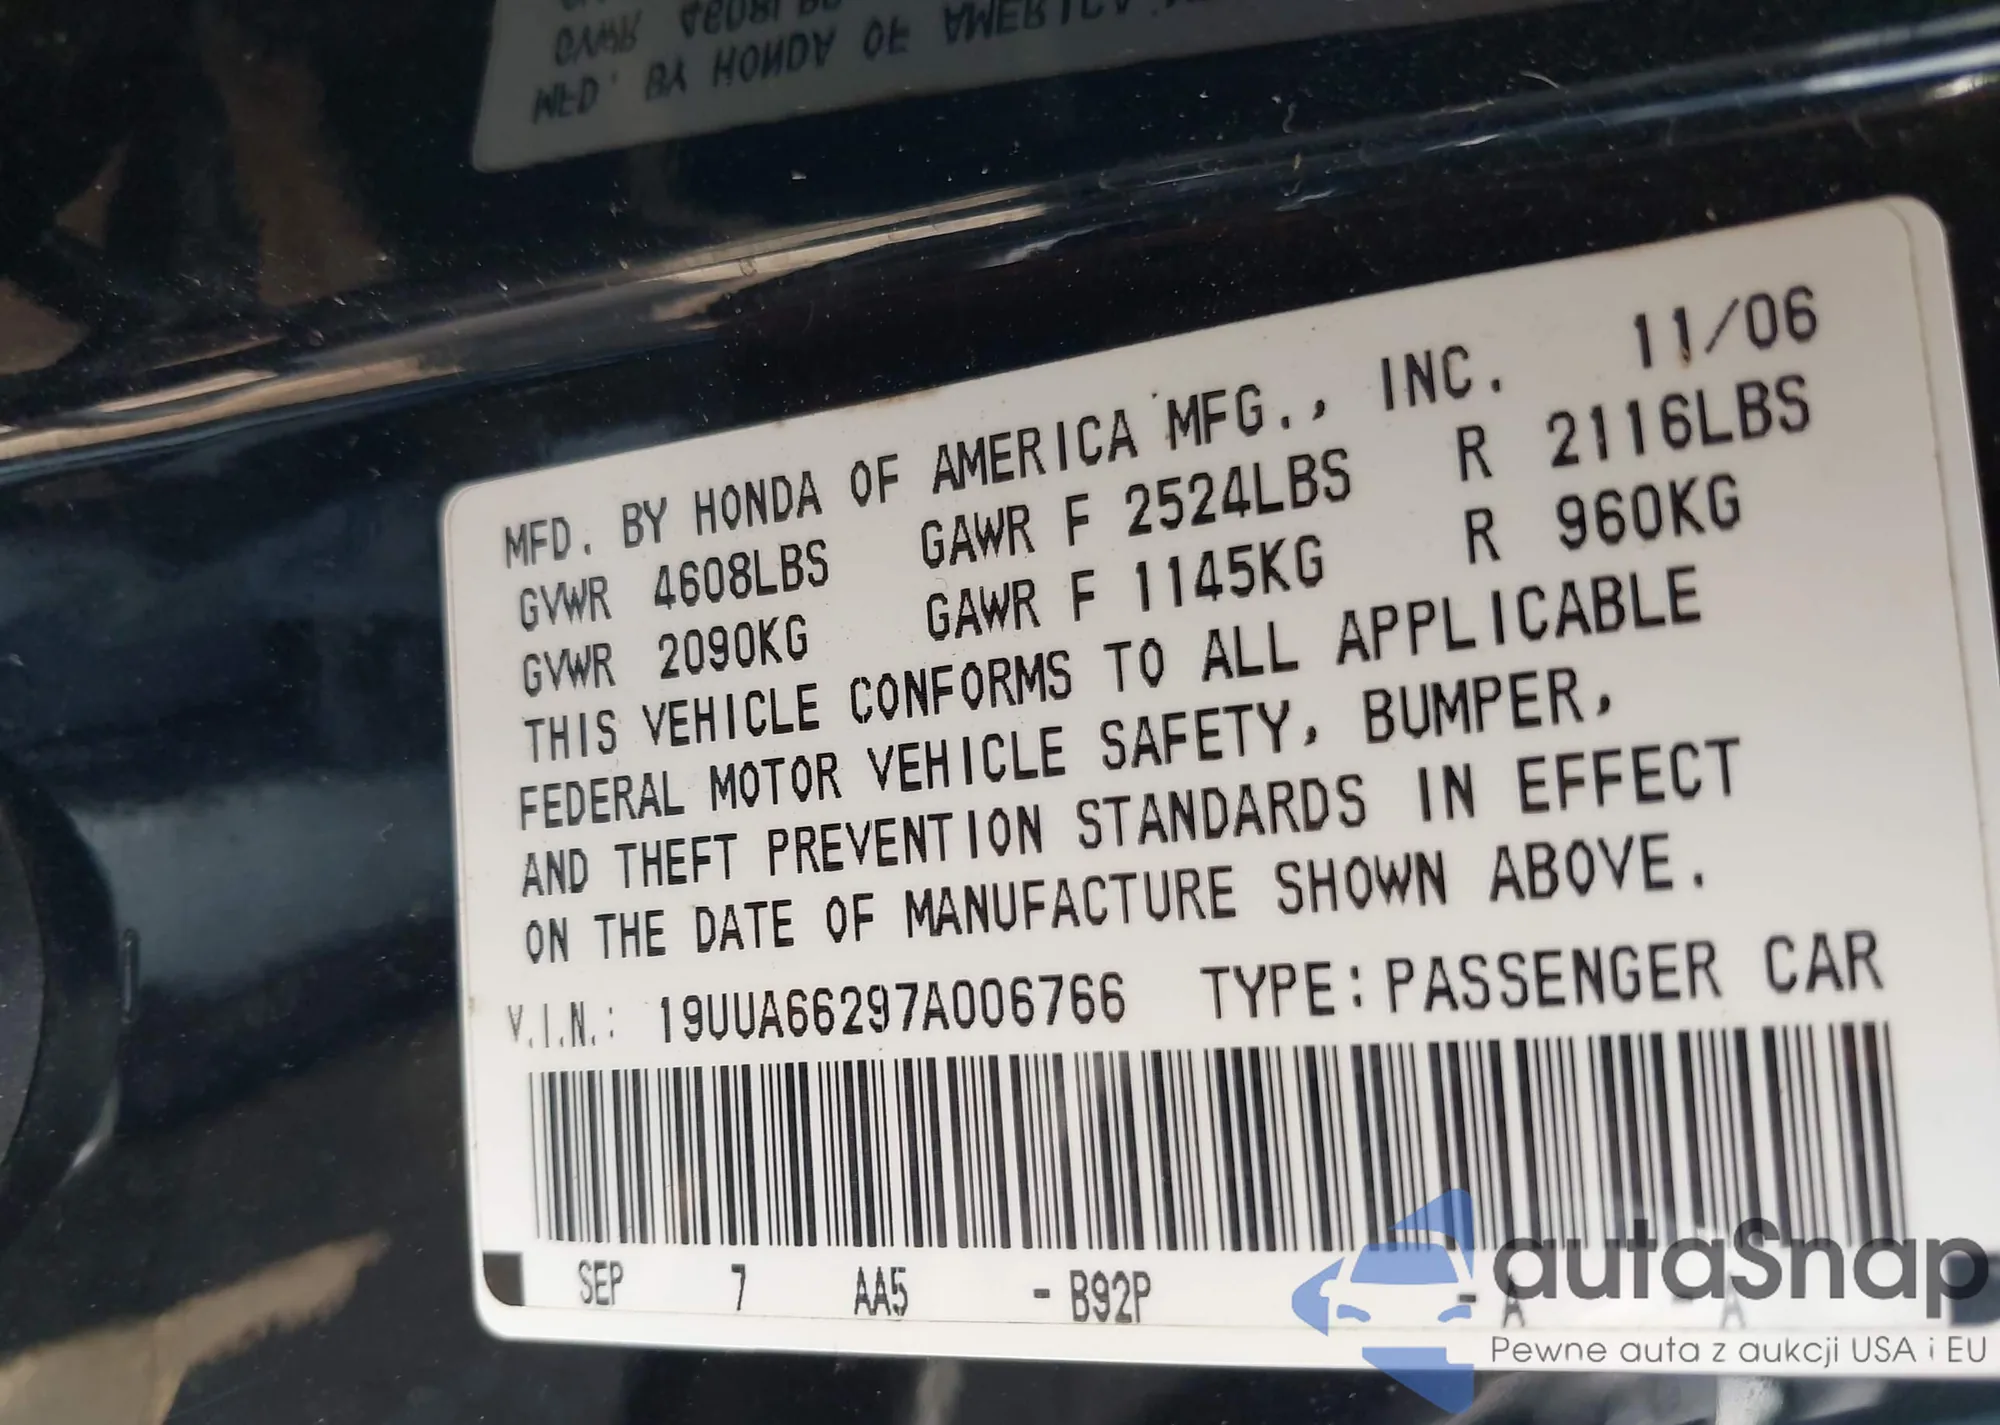 GVWR 4608LBS
MFD. BY HONDA OF AMERICA
MFD. BY HONDA OF AMERICA MFG., INC. 11/06
GVWR 4608LBS GAWR F 2524LBS R 2116LBS
GVWR 2090KG GAWR F 1145KG R 960KG
THIS VEHICLE CONFORMS TO ALL APPLICABLE
FEDERAL MOTOR VEHICLE SAFETY, BUMPER,
AND THEFT PREVENTION STANDARDS IN EFFECT
ON THE DATE OF MANUFACTURE SHOWN ABOVE.
V.I.N.: 19UUA66297A006766 TYPE: PASSENGER CAR
SEP 7 AA5 - B92P - A - A
autaSnap
Pewne auta z aukcji USA i EU